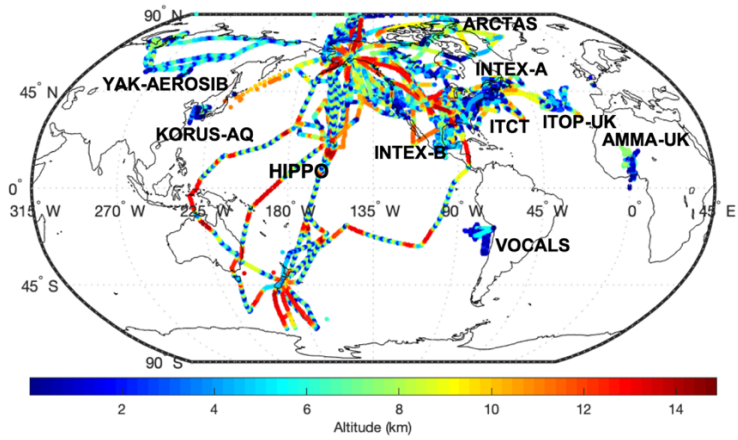 90° N
ARCTAS
YAK-AEROSIB
INTEX-A
45° N
KORUS-AQ
ITCT
ITOP-UK
AMMA-UK
INTEX-B
HIPPO
0°
315° W 270° W 225° W 180° W 135° W 90° W 45° W 0° 45° E
VOCALS
45° S
90° S
2 4 6 8 10 12 14
Altitude (km)